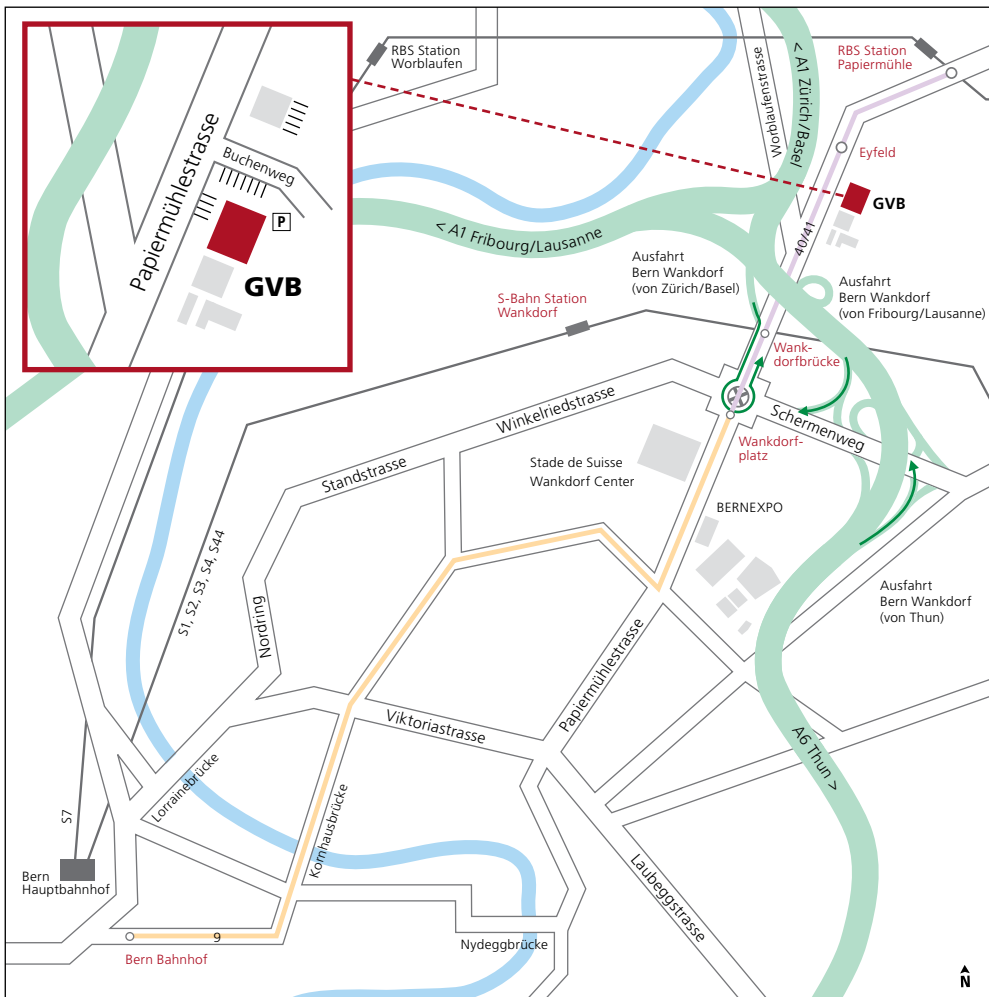 RBS Station
Worblaufen
RBS Station
Papiermühle
< A1 Zürich/Basel
Worblaufenstrasse
Eyfeld
Papiermühlestrasse
Buchenweg
P
GVB
GVB
< A1 Fribourg/Lausanne
40/41
Ausfahrt
Bern Wankdorf
(von Zürich/Basel)
Ausfahrt
Bern Wankdorf
(von Fribourg/Lausanne)
S-Bahn Station
Wankdorf
Wank-
dorfbrücke
Winkelriedstrasse
Schermenweg
Wankdorf-
platz
Standstrasse
Stade de Suisse
Wankdorf Center
BERNEXPO
S1, S2, S3, S4, S44
Ausfahrt
Bern Wankdorf
(von Thun)
Nordring
Papiermühlestrasse
Viktoriastrasse
A6 Thun >
Lorrainebrücke
Kornhausbrücke
S7
Bern
Hauptbahnhof
Laubeggstrasse
9
Nydeggbrücke
Bern Bahnhof
N